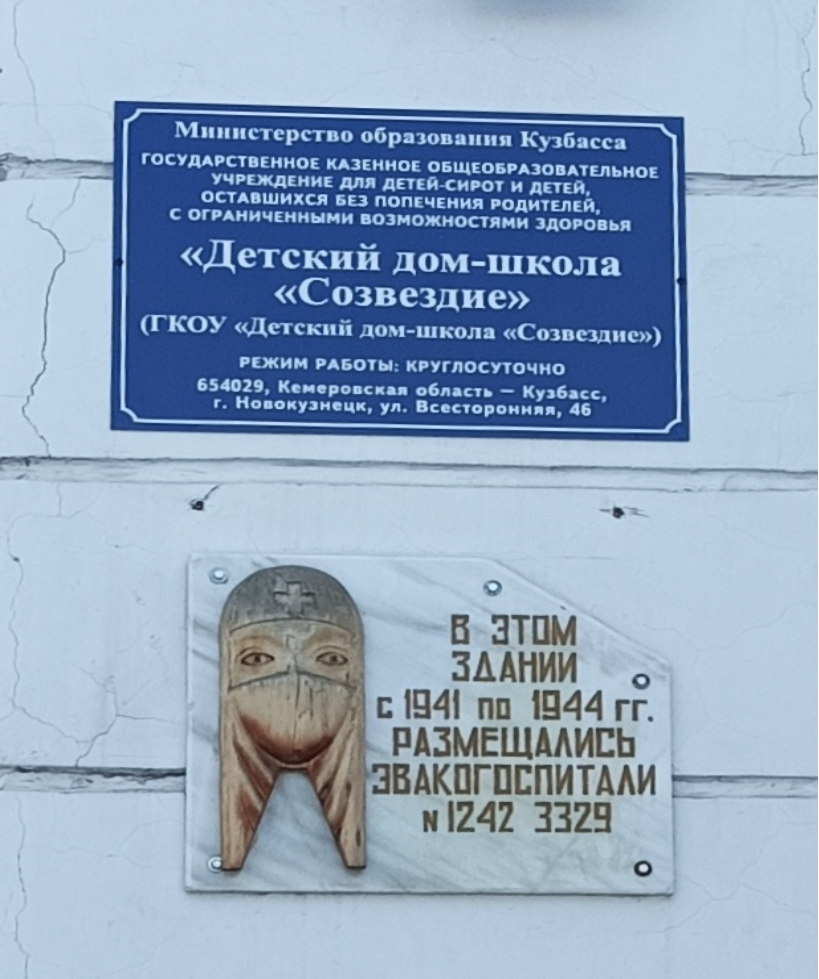 Министерство образования Кузбасса
ГОСУДАРСТВЕННОЕ КАЗЕННОЕ ОБЩЕОБРАЗОВАТЕЛЬНОЕ
УЧРЕЖДЕНИЕ ДЛЯ ДЕТЕЙ-СИРОТ И ДЕТЕЙ,
ОСТАВШИХСЯ БЕЗ ПОПЕЧЕНИЯ РОДИТЕЛЕЙ,
С ОГРАНИЧЕННЫМИ ВОЗМОЖНОСТЯМИ ЗДОРОВЬЯ
«Детский дом-школа
«Созвездие»
(ГКОУ «Детский дом-школа «Созвездие»)
РЕЖИМ РАБОТЫ: КРУГЛОСУТОЧНО
654029, Кемеровская область — Кузбасс,
г. Новокузнецк, ул. Всесторонняя, 46
В ЭТОМ
ЗДАНИИ
с 1941 по 1944 гг.
РАЗМЕЩАЛИСЬ
ЭВАКОГОСПИТАЛИ
N 1242 3329